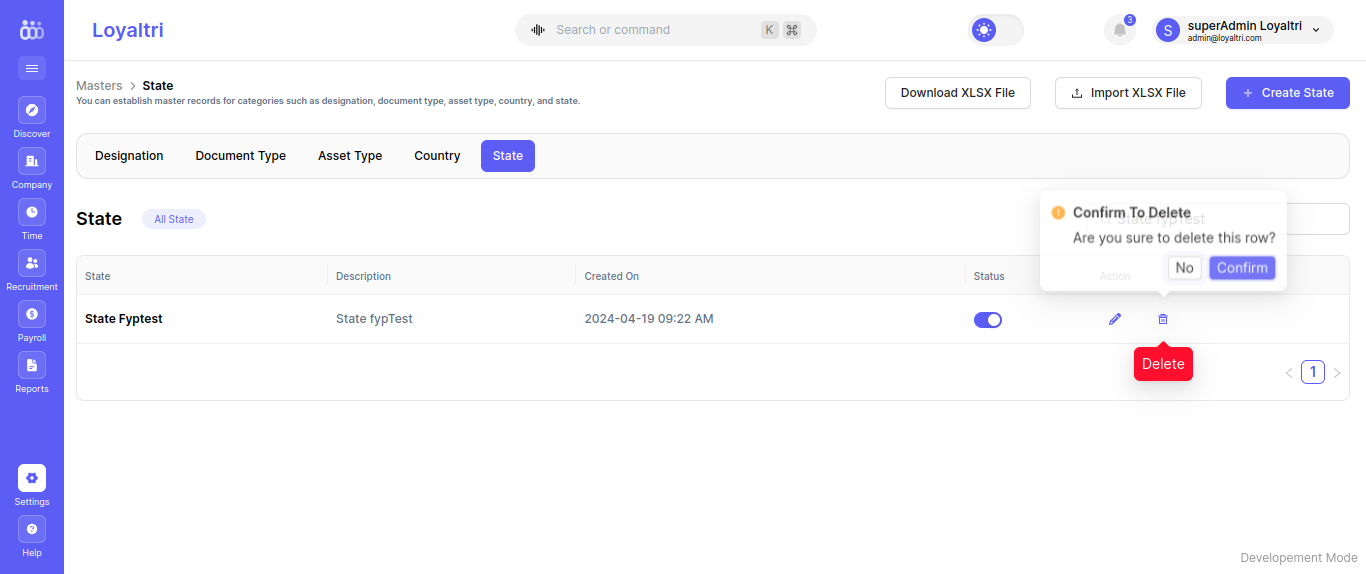 Loyaltri
Search or command
K ⌘
3
S
superAdmin Loyaltri
admin@loyaltri.com
Discover
Company
Time
Recruitment
Payroll
Reports
Settings
Help
Masters > State
You can establish master records for categories such as designation, document type, asset type, country, and state.
Download XLSX File
Import XLSX File
+ Create State
Designation
Document Type
Asset Type
Country
State
State
All State
State fypTest
Confirm To Delete
Are you sure to delete this row?
No
Confirm
State
Description
Created On
Status
Action
State Fyptest
State fypTest
2024-04-19 09:22 AM
Delete
< 1 >
Developement Mode